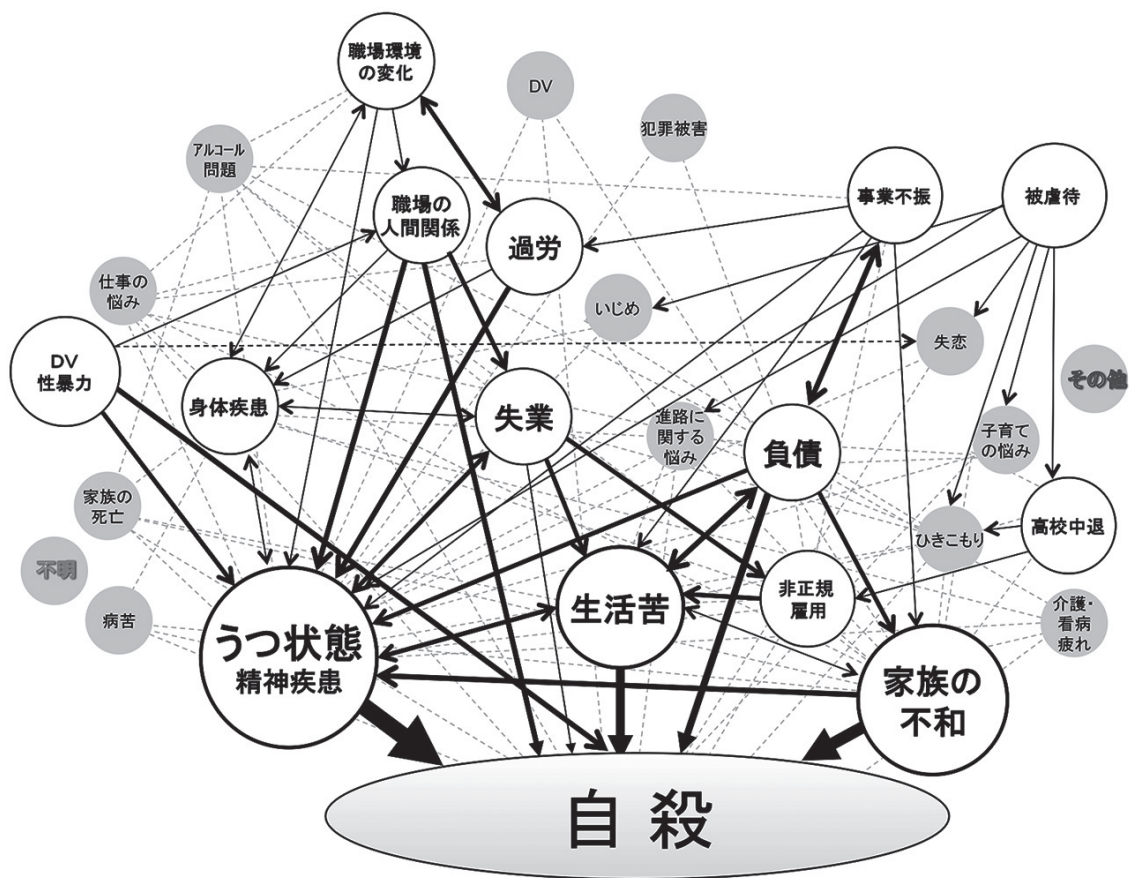 職場環境
の変化
DV
犯罪被害
アルコール
問題
職場の
人間関係
過労
事業不振
被虐待
仕事の
悩み
いじめ
DV
性暴力
失恋
その他
身体疾患
失業
進路に
関する
悩み
負債
子育て
の悩み
家族の
死亡
高校中退
ひきこもり
不明
病苦
うつ状態
精神疾患
生活苦
非正規
雇用
介護・
看病
疲れ
家族の
不和
自殺